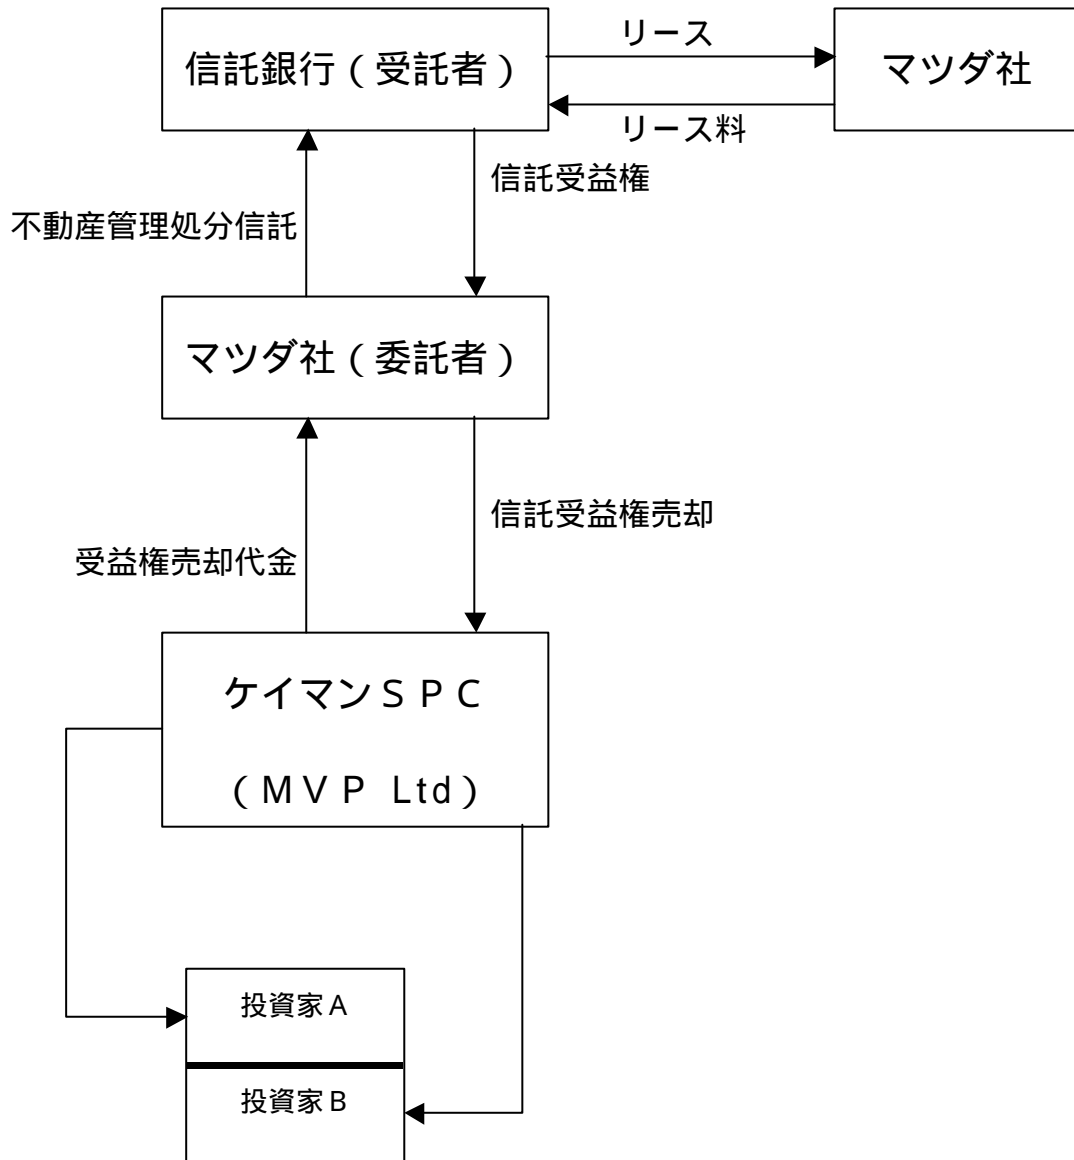 リース
信託銀行（受託者）
マツダ社
リース料
信託受益権
不動産管理処分信託
マツダ社（委託者）
信託受益権売却
受益権売却代金
ケイマンＳＰＣ
（ＭＶＰ Ltd）
投資家Ａ
投資家Ｂ